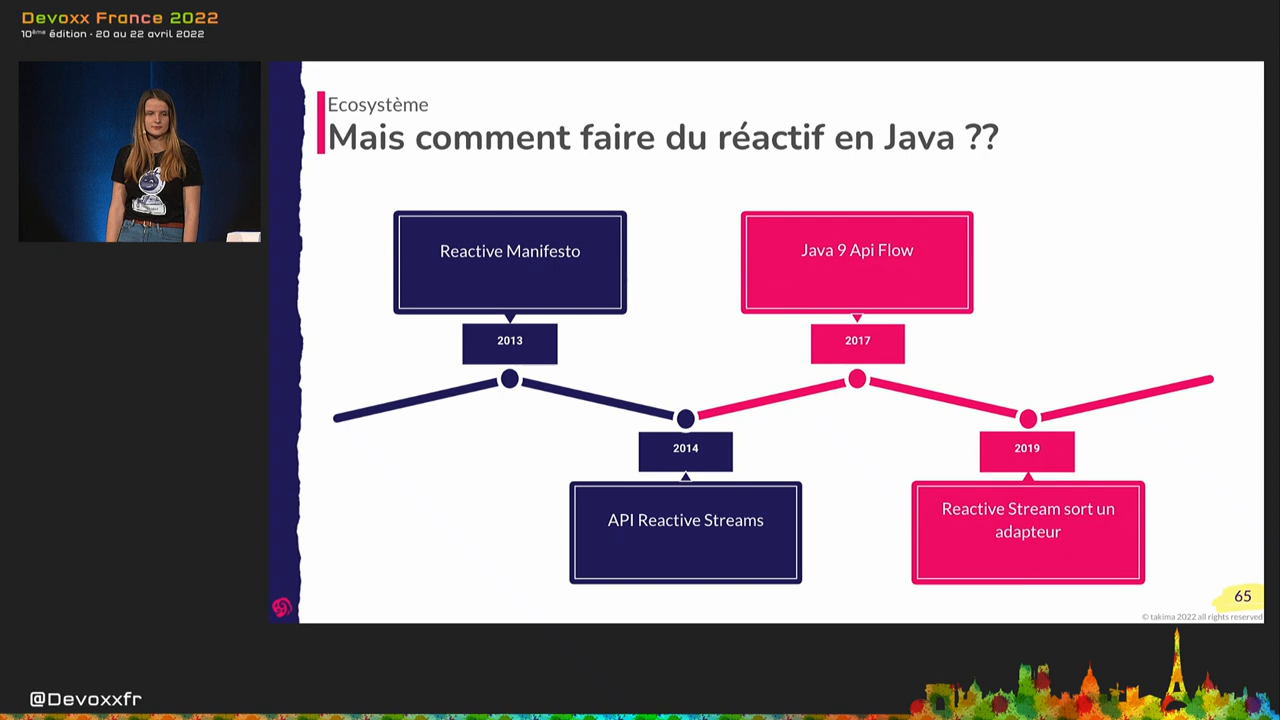 Devoxx France 2022
10ème édition - 20 au 22 avril 2022
Ecosystème
Mais comment faire du réactif en Java ??
Reactive Manifesto
2013
Java 9 Api Flow
2017
2014
API Reactive Streams
2019
Reactive Stream sort un
adapteur
65
© takima 2022 all rights reserved
@Devoxxfr